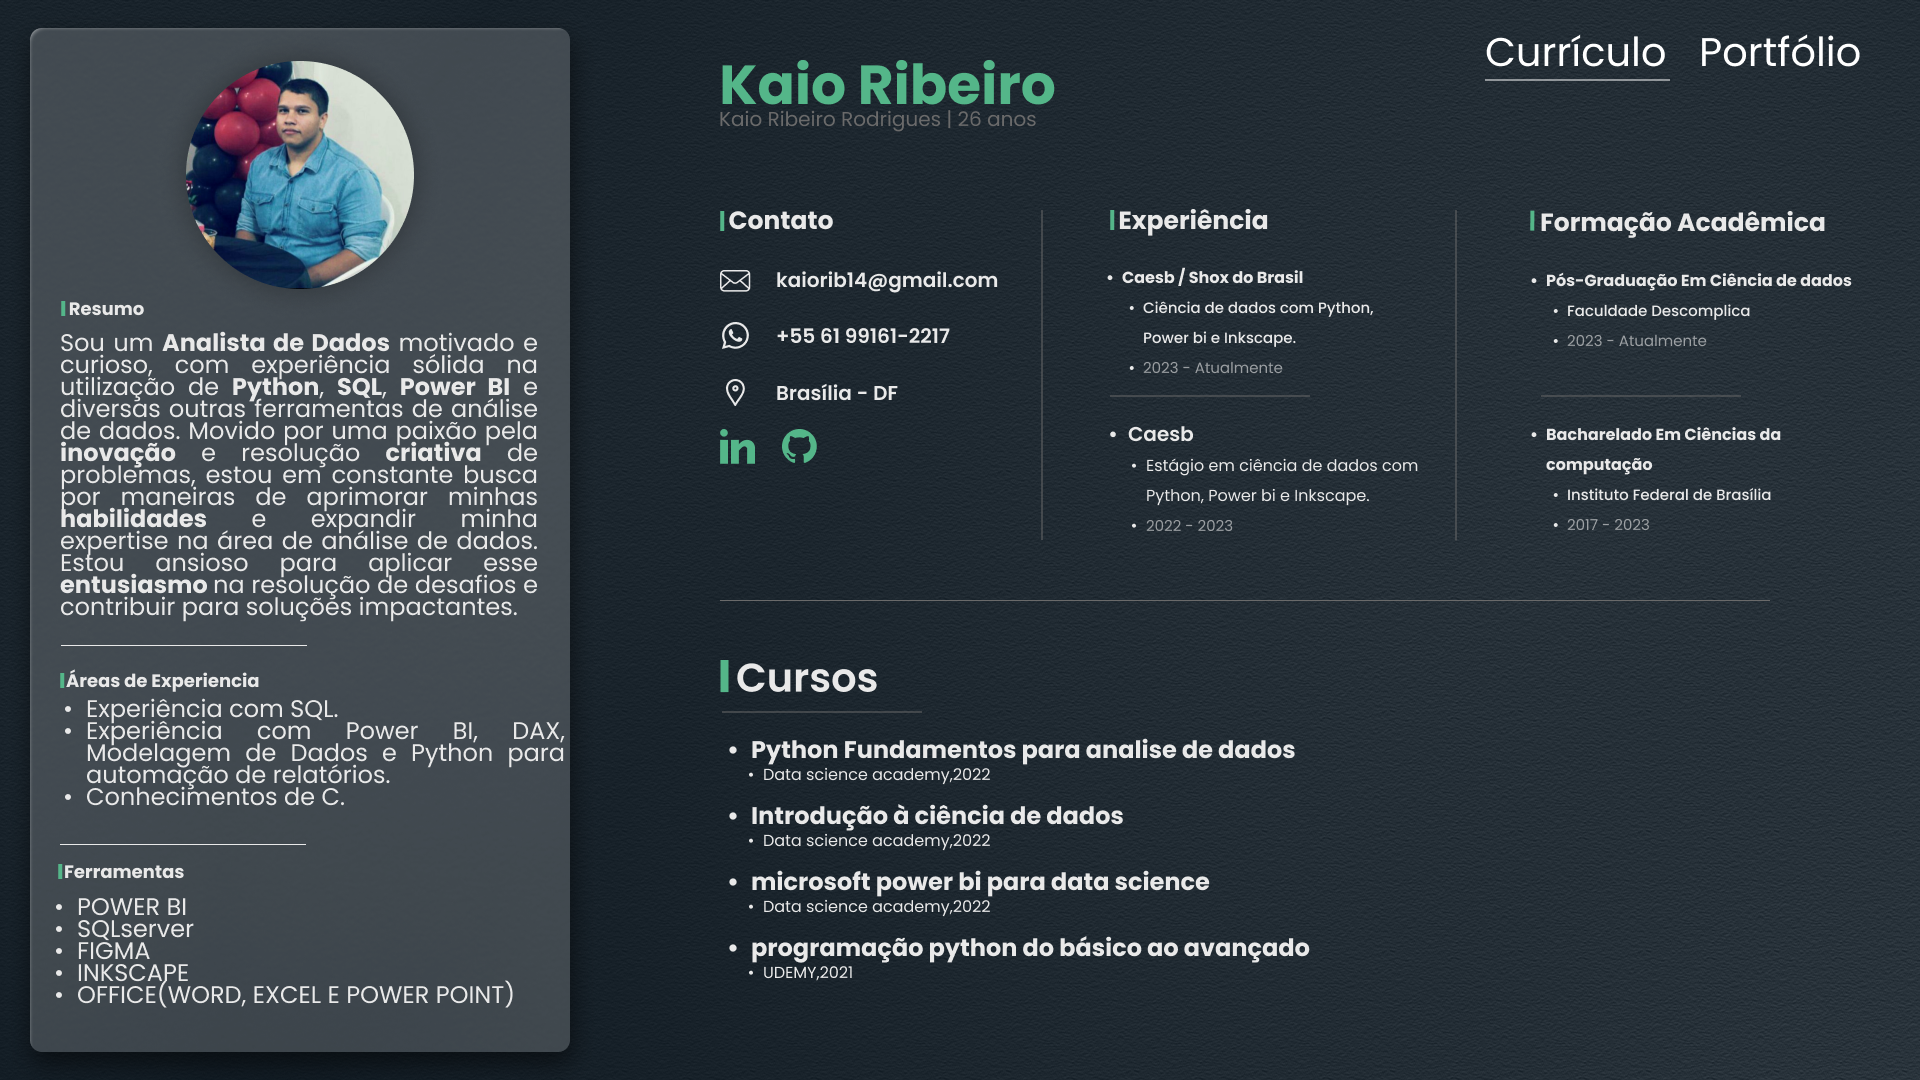 Currículo Portfólio
Kaio Ribeiro
Kaio Ribeiro Rodrigues | 26 anos
Resumo
Sou um Analista de Dados motivado e
curioso, com experiência sólida na
utilização de Python, SQL, Power BI e
diversas outras ferramentas de análise
de dados. Movido por uma paixão pela
inovação e resolução criativa de
problemas, estou em constante busca
por maneiras de aprimorar minhas
habilidades e expandir minha
expertise na área de análise de dados.
Estou ansioso para aplicar esse
entusiasmo na resolução de desafios e
contribuir para soluções impactantes.
Áreas de Experiencia
• Experiência com SQL.
• Experiência com Power BI, DAX,
Modelagem de Dados e Python para
automação de relatórios.
• Conhecimentos de C.
Ferramentas
• POWER BI
• SQLserver
• FIGMA
• INKSCAPE
• OFFICE(WORD, EXCEL E POWER POINT)
Contato
kaiorib14@gmail.com
+55 61 99161-2217
Brasília - DF
in
Experiência
• Caesb / Shox do Brasil
• Ciência de dados com Python,
Power bi e Inkscape.
• 2023 - Atualmente
• Caesb
• Estágio em ciência de dados com
Python, Power bi e Inkscape.
• 2022 - 2023
Formação Acadêmica
• Pós-Graduação Em Ciência de dados
• Faculdade Descomplica
• 2023 - Atualmente
• Bacharelado Em Ciências da
computação
• Instituto Federal de Brasília
• 2017 - 2023
Cursos
• Python Fundamentos para analise de dados
• Data science academy,2022
• Introdução à ciência de dados
• Data science academy,2022
• microsoft power bi para data science
• Data science academy,2022
• programação python do básico ao avançado
• UDEMY,2021